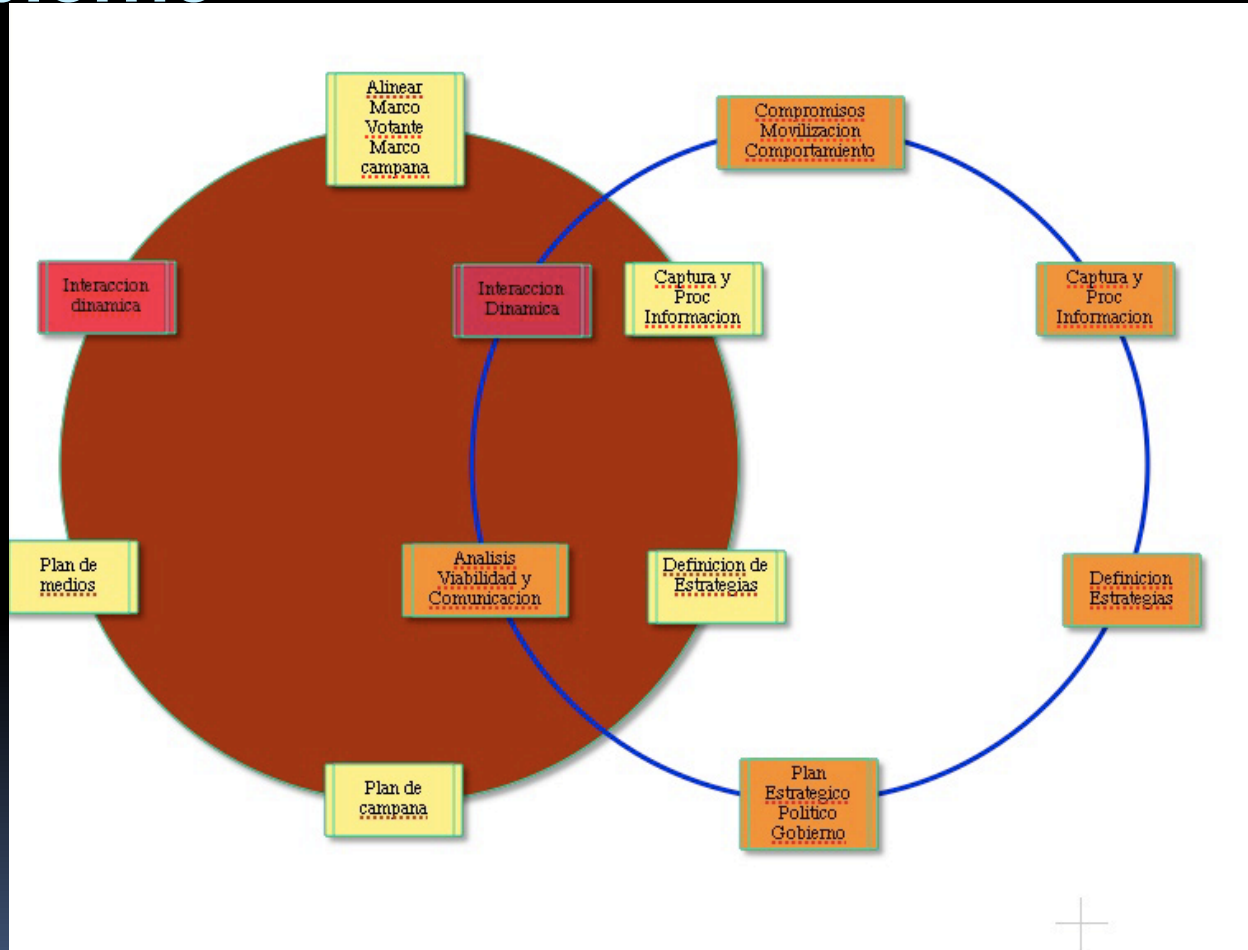 Alinear
Marco
Votante
Marco
campana
Compromisos
Movilizacion
Comportamiento
Interaccion
dinamica
Interaccion
Dinamica
Captura y
Proc
Informacion
Captura y
Proc
Informacion
Plan de
medios
Analisis
Viabilidad y
Comunicacion
Definicion de
Estrategias
Definicion
Estrategias
Plan de
campana
Plan
Estrategico
Politico
Gobierno